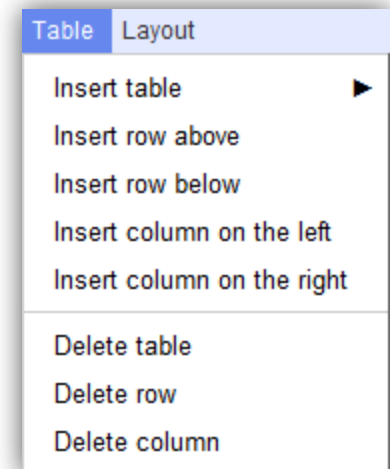 Table Layout
Insert table
Insert row above
Insert row below
Insert column on the left
Insert column on the right
Delete table
Delete row
Delete column